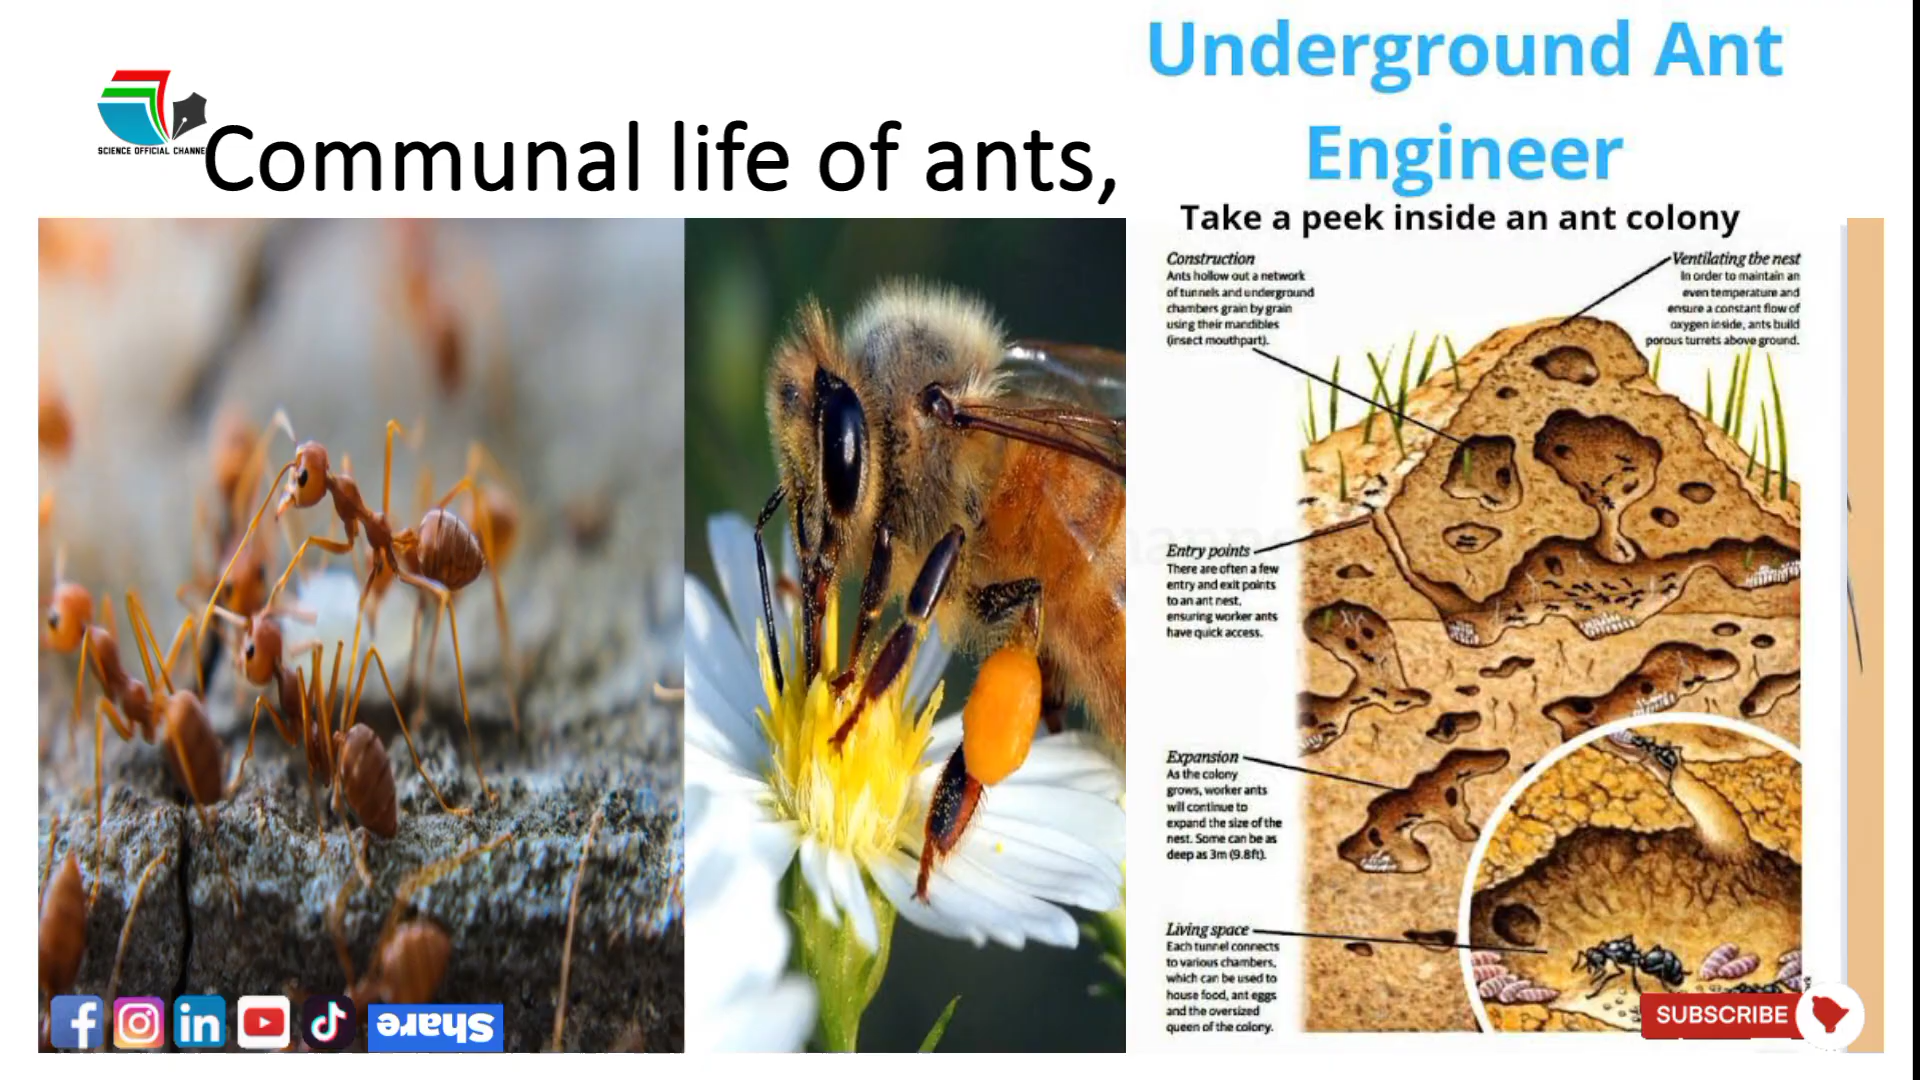 SCIENCE OFFICIAL CHANNE
Communal life of ants,
Underground Ant
Engineer
Take a peek inside an ant colony
Construction
Ants hollow out a network
of tunnels and underground
chambers grain by grain
using their mandibles
(insect mouthpart).
Ventilating the nest
In order to maintain an
even temperature and
ensure a constant flow of
oxygen inside, ants build
porous turrets above ground.
Entry points
There are often a few
entry and exit points
to an ant nest,
ensuring worker ants
have quick access.
Expansion
As the colony
grows, worker ants
will continue to
expand the size of the
nest. Some can be as
deep as 3m (9.8ft).
Living space
Each tunnel connects
to various chambers,
which can be used to
house food, ant eggs
and the oversized
queen of the colony.
f
in
Share
SUBSCRIBE